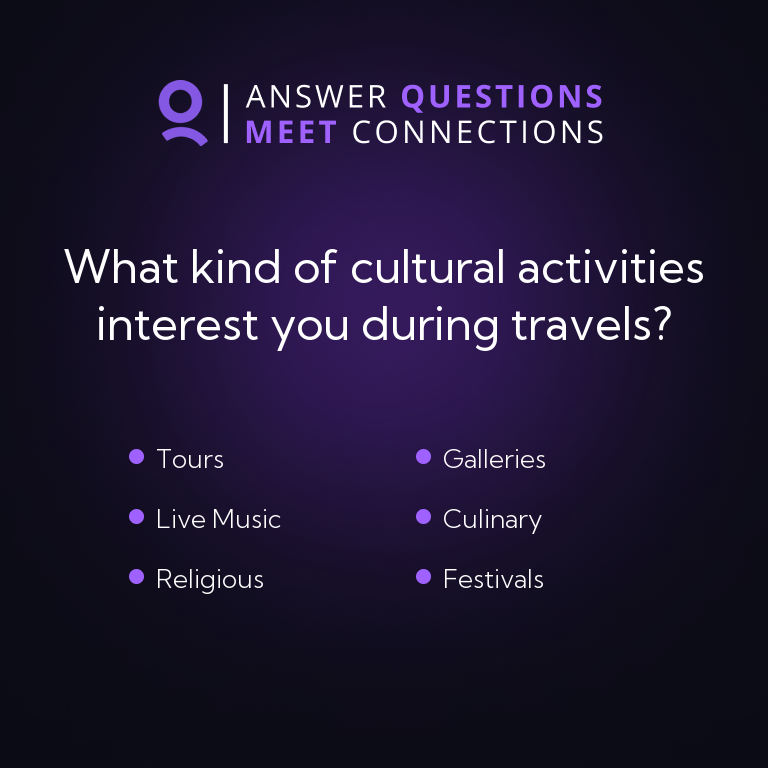 ANSWER QUESTIONS
MEET CONNECTIONS
What kind of cultural activities
interest you during travels?
Tours
Live Music
Religious
Galleries
Culinary
Festivals